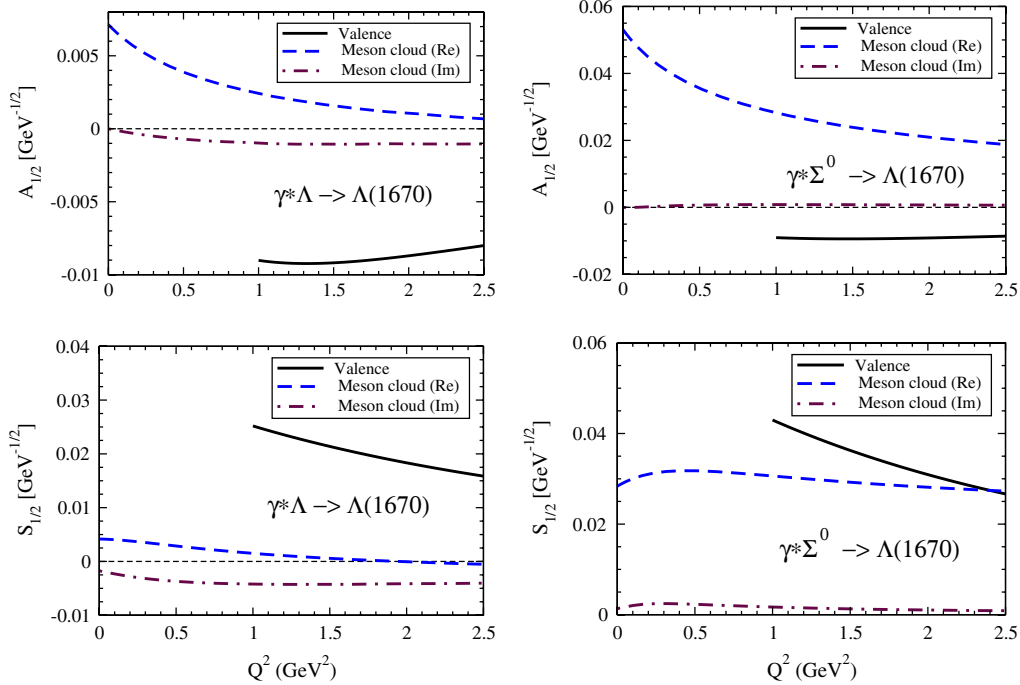 0.005
0
-0.005
-0.01
A1/2 [GeV-1/2]
Valence
Meson cloud (Re)
Meson cloud (Im)
γ*Λ −> Λ(1670)
0 0.5 1 1.5 2 2.5
0.06
0.04
0.02
0
-0.02
A1/2 [GeV-1/2]
Valence
Meson cloud (Re)
Meson cloud (Im)
γ*Σ0 −> Λ(1670)
0 0.5 1 1.5 2 2.5
0.04
0.03
0.02
0.01
0
-0.01
S1/2 [GeV-1/2]
Valence
Meson cloud (Re)
Meson cloud (Im)
γ*Λ −> Λ(1670)
0 0.5 1 1.5 2 2.5
Q2 (GeV2)
0.06
0.04
0.02
0
S1/2 [GeV-1/2]
Valence
Meson cloud (Re)
Meson cloud (Im)
γ*Σ0 −> Λ(1670)
0 0.5 1 1.5 2 2.5
Q2 (GeV2)